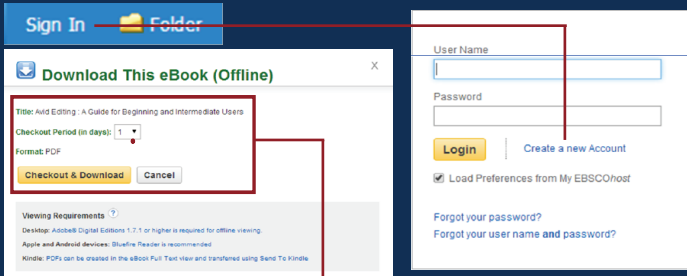 Sign In
Folder
Download This eBook (Offline)
X
Title: Avid Editing : A Guide for Beginning and Intermediate Users
Checkout Period (in days): 1
Format: PDF
Checkout & Download
Cancel
Viewing Requirements ?
Desktop: Adobe® Digital Editions 1.7.1 or higher is required for offline viewing.
Apple and Android devices: Bluefire Reader is recommended
Kindle: PDFs can be created in the eBook Full Text view and transferred using Send To Kindle
User Name
Password
Login
Create a new Account
Load Preferences from My EBSCOhost
Forgot your password?
Forgot your user name and password?